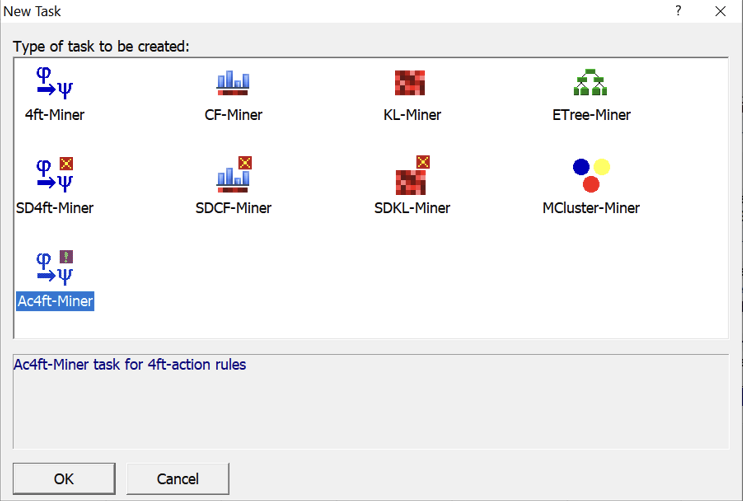 New Task
?
Type of task to be created:
φ
ψ
4ft-Miner
CF-Miner
KL-Miner
ETree-Miner
φ
ψ
SD4ft-Miner
SDCF-Miner
SDKL-Miner
MCluster-Miner
φ
?
ψ
Ac4ft-Miner
Ac4ft-Miner task for 4ft-action rules
OK
Cancel